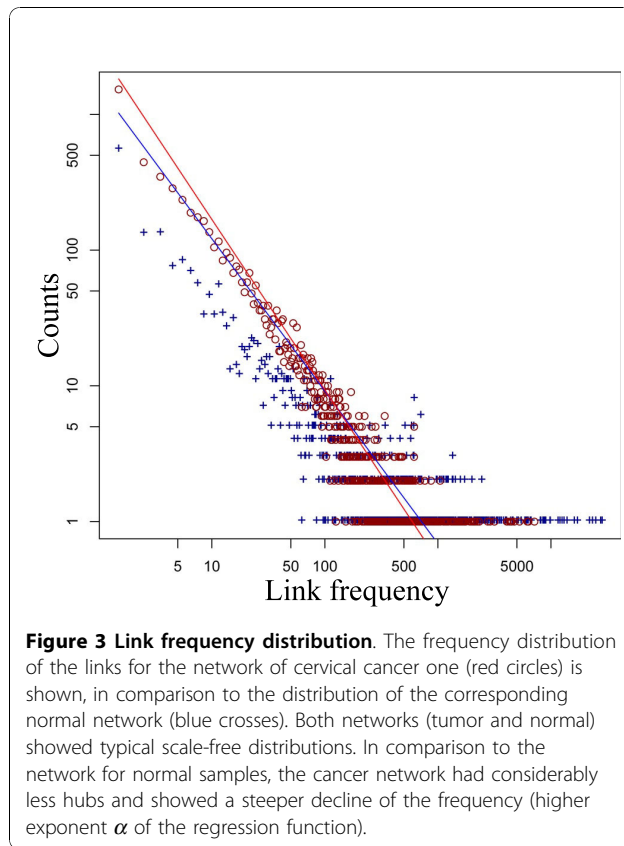 500
100
50
10
5
1
Counts
5 10 50 100 500 5000
Link frequency
Figure 3 Link frequency distribution. The frequency distribution
of the links for the network of cervical cancer one (red circles) is
shown, in comparison to the distribution of the corresponding
normal network (blue crosses). Both networks (tumor and normal)
showed typical scale-free distributions. In comparison to the
network for normal samples, the cancer network had considerably
less hubs and showed a steeper decline of the frequency (higher
exponent α of the regression function).